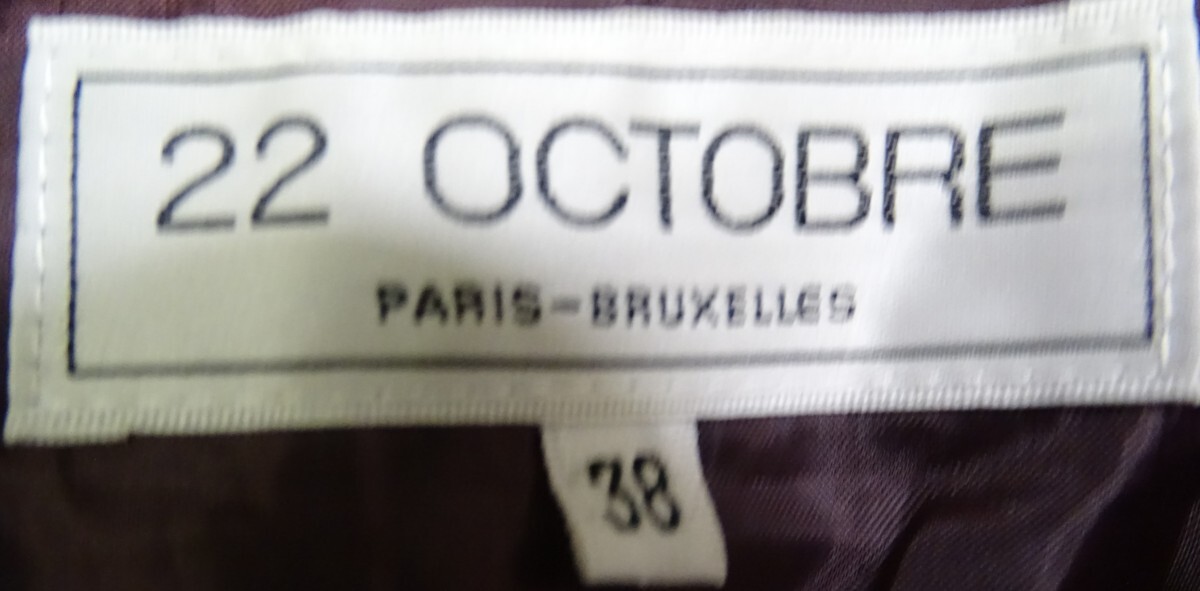 22 OCTOBRE
PARIS-BRUXELLES
38